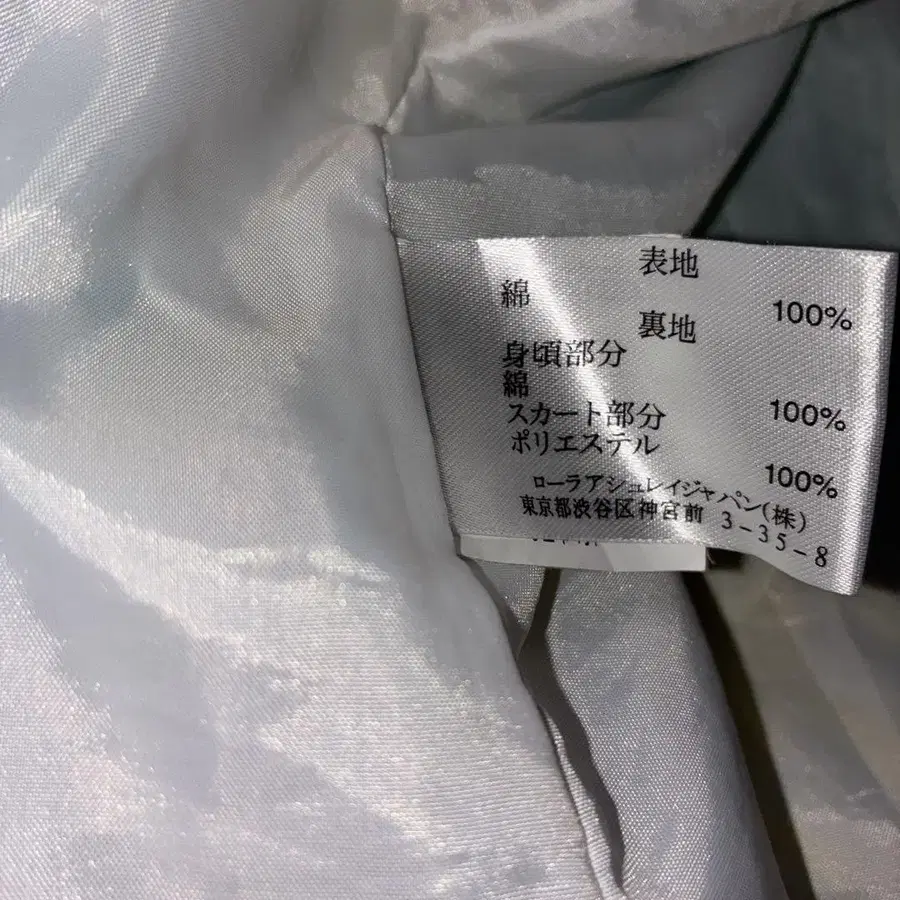 表地
綿 100%
裏地
身頃部分
綿 100%
スカート部分
ポリエステル 100%
ローラアシュレイジャパン(株)
東京都渋谷区神宮前 3-35-8